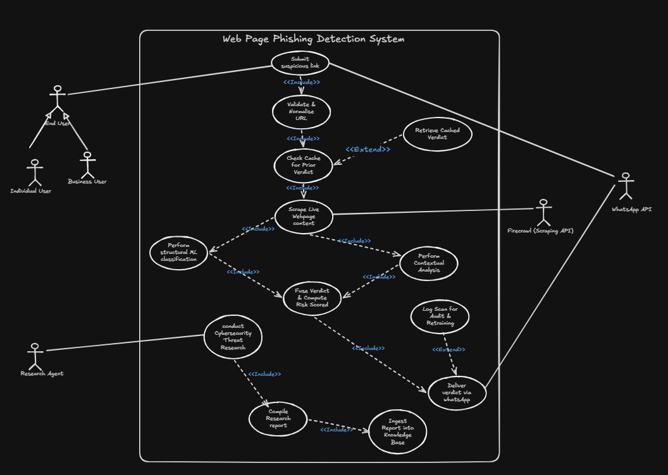 Web Page Phishing Detection System
Submit
suspicious link
<<Include>>
Validate &
Normalise
URL
<<Include>>
Retrieve Cached
Verdict
<<Extend>>
Check Cache
for Prior
Verdict
<<Include>>
Scrape Live
Webpage
content
<<Include>>
<<Include>>
Perform
structural ML
classification
Perform
Contextual
Analysis
<<Include>>
<<Include>>
Fuse Verdict
& Compute
Risk Scored
Log Scan for
Audit &
Retraining
<<Include>>
<<Extend>>
conduct
Cybersecurity
Threat
Research
<<Include>>
Deliver
verdict via
whatsApp
Compile
Research
report
<<Include>>
Ingest
Report into
Knowledge
Base
End User
Individual User
Business User
Research Agent
Firecrawl (Scraping API)
WhatsApp API